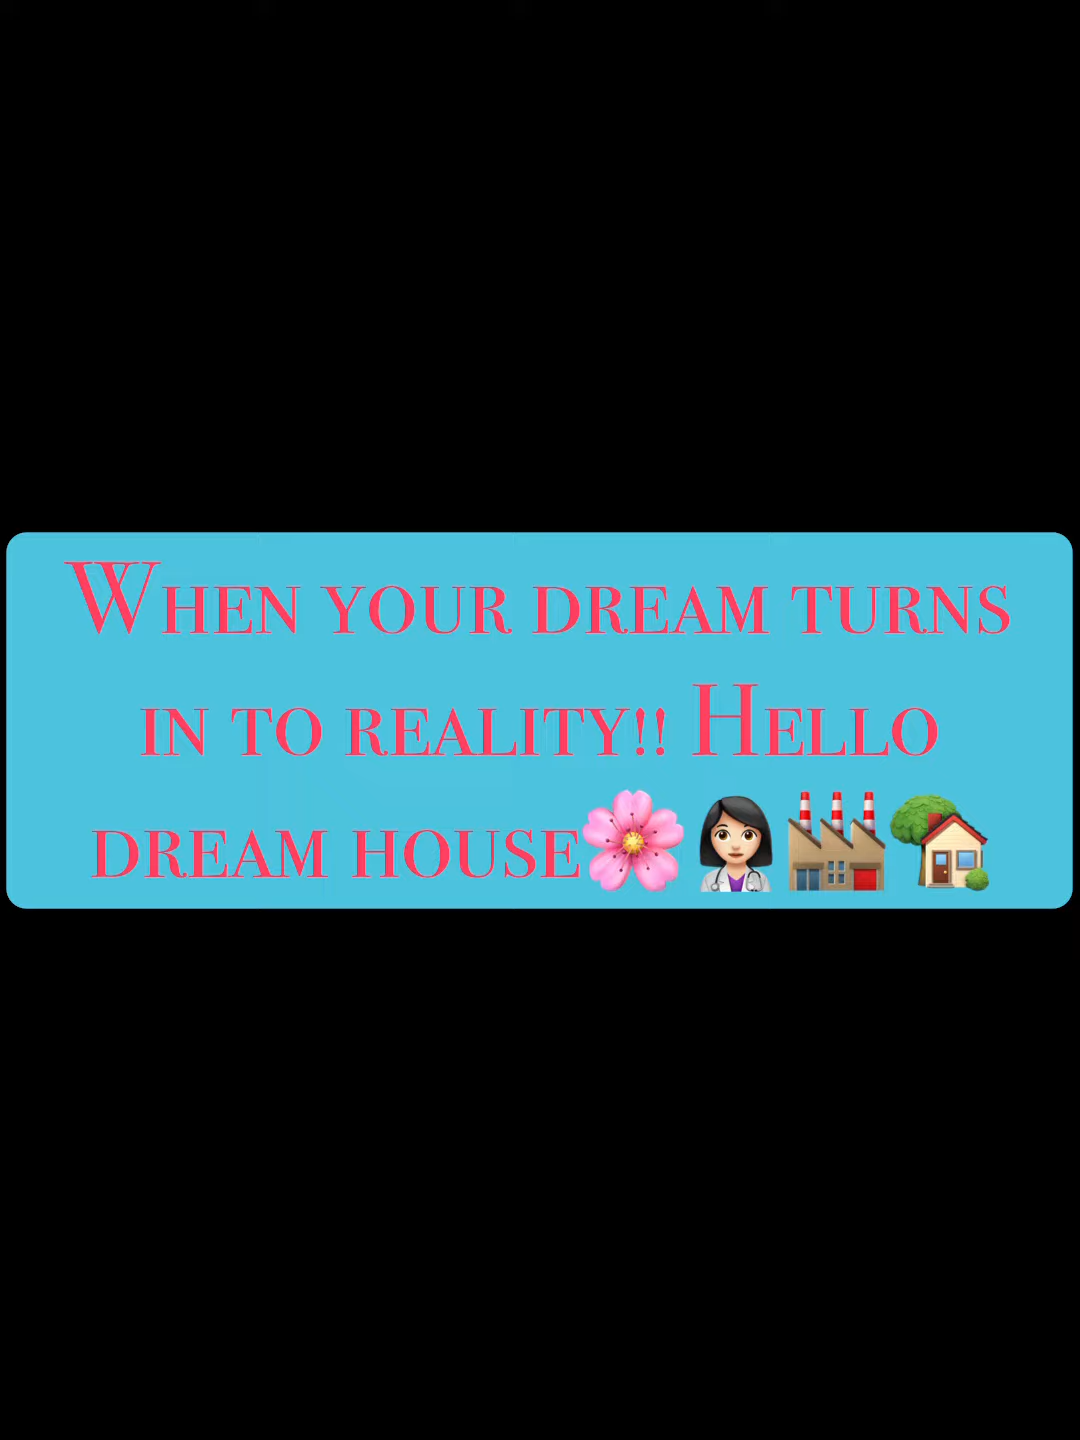 When your dream turns
in to reality!! Hello
dream house🌸👩🏻‍⚕️🏭🏡